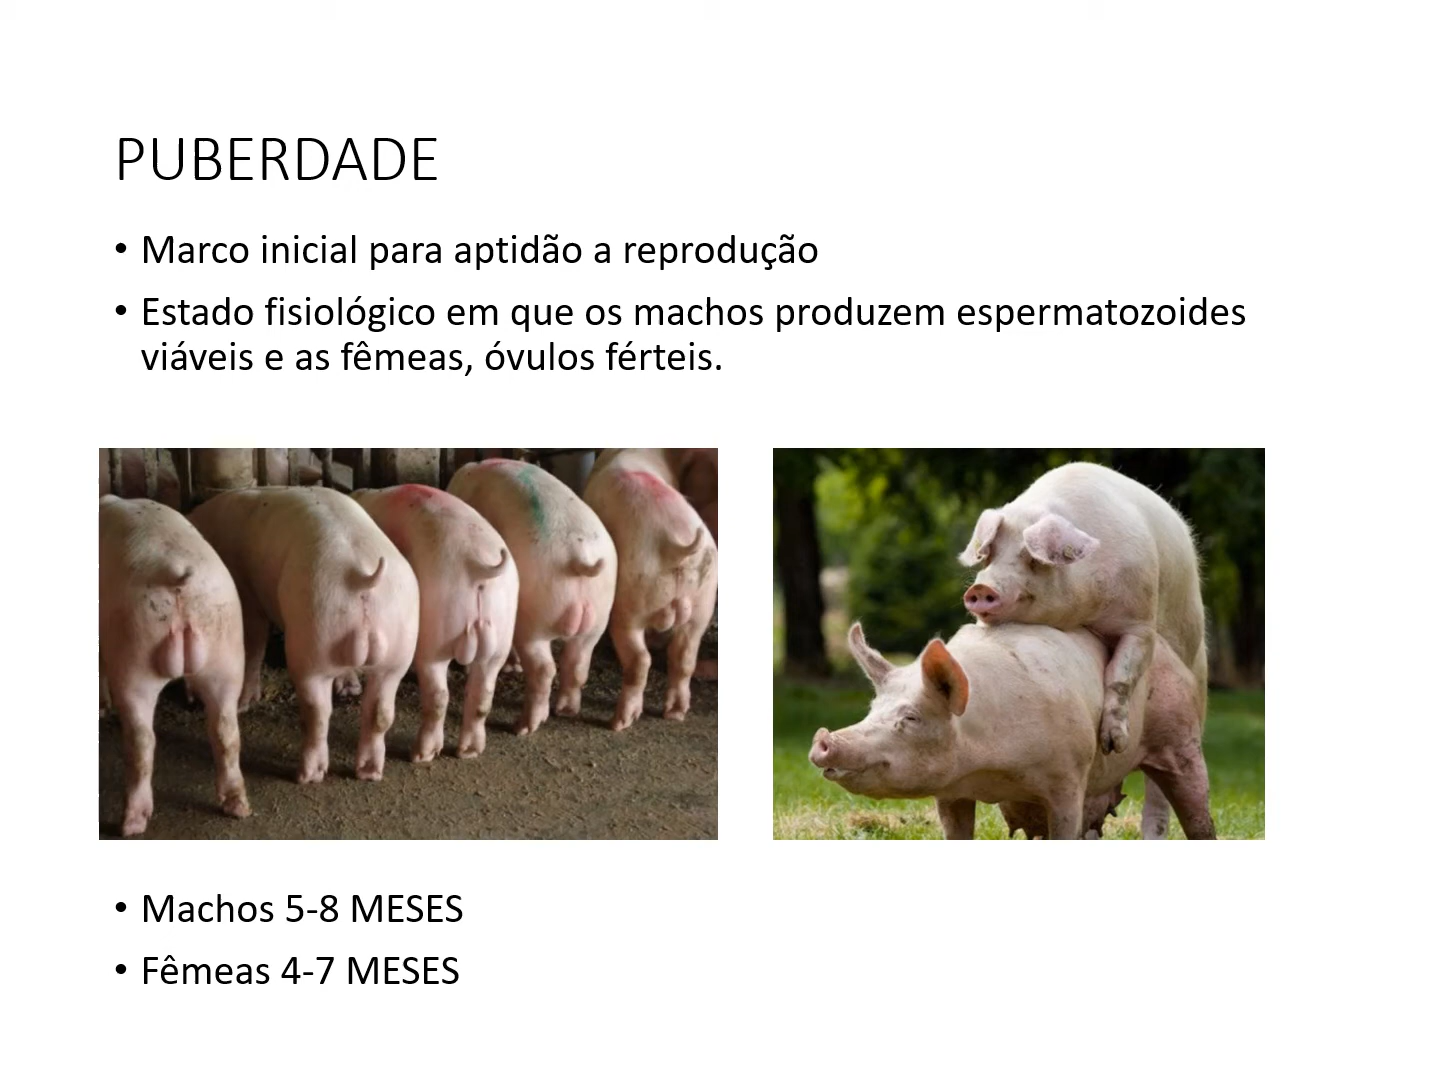 PUBERDADE
• Marco inicial para aptidão a reprodução
• Estado fisiológico em que os machos produzem espermatozoides
viáveis e as fêmeas, óvulos férteis.
• Machos 5-8 MESES
• Fêmeas 4-7 MESES